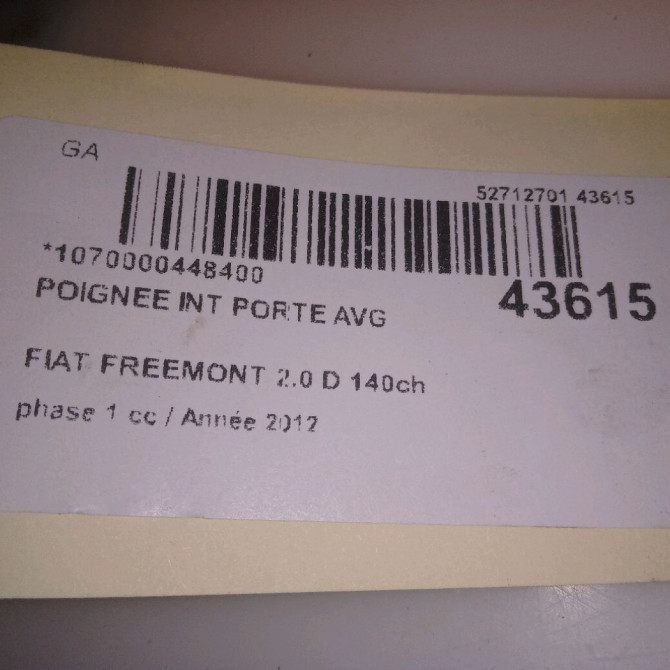 GA
52712701 43615
*1070000448400
43615
POIGNEE INT PORTE AVG
FIAT FREEMONT 2.0 D 140ch
phase 1 cc / Année 2012